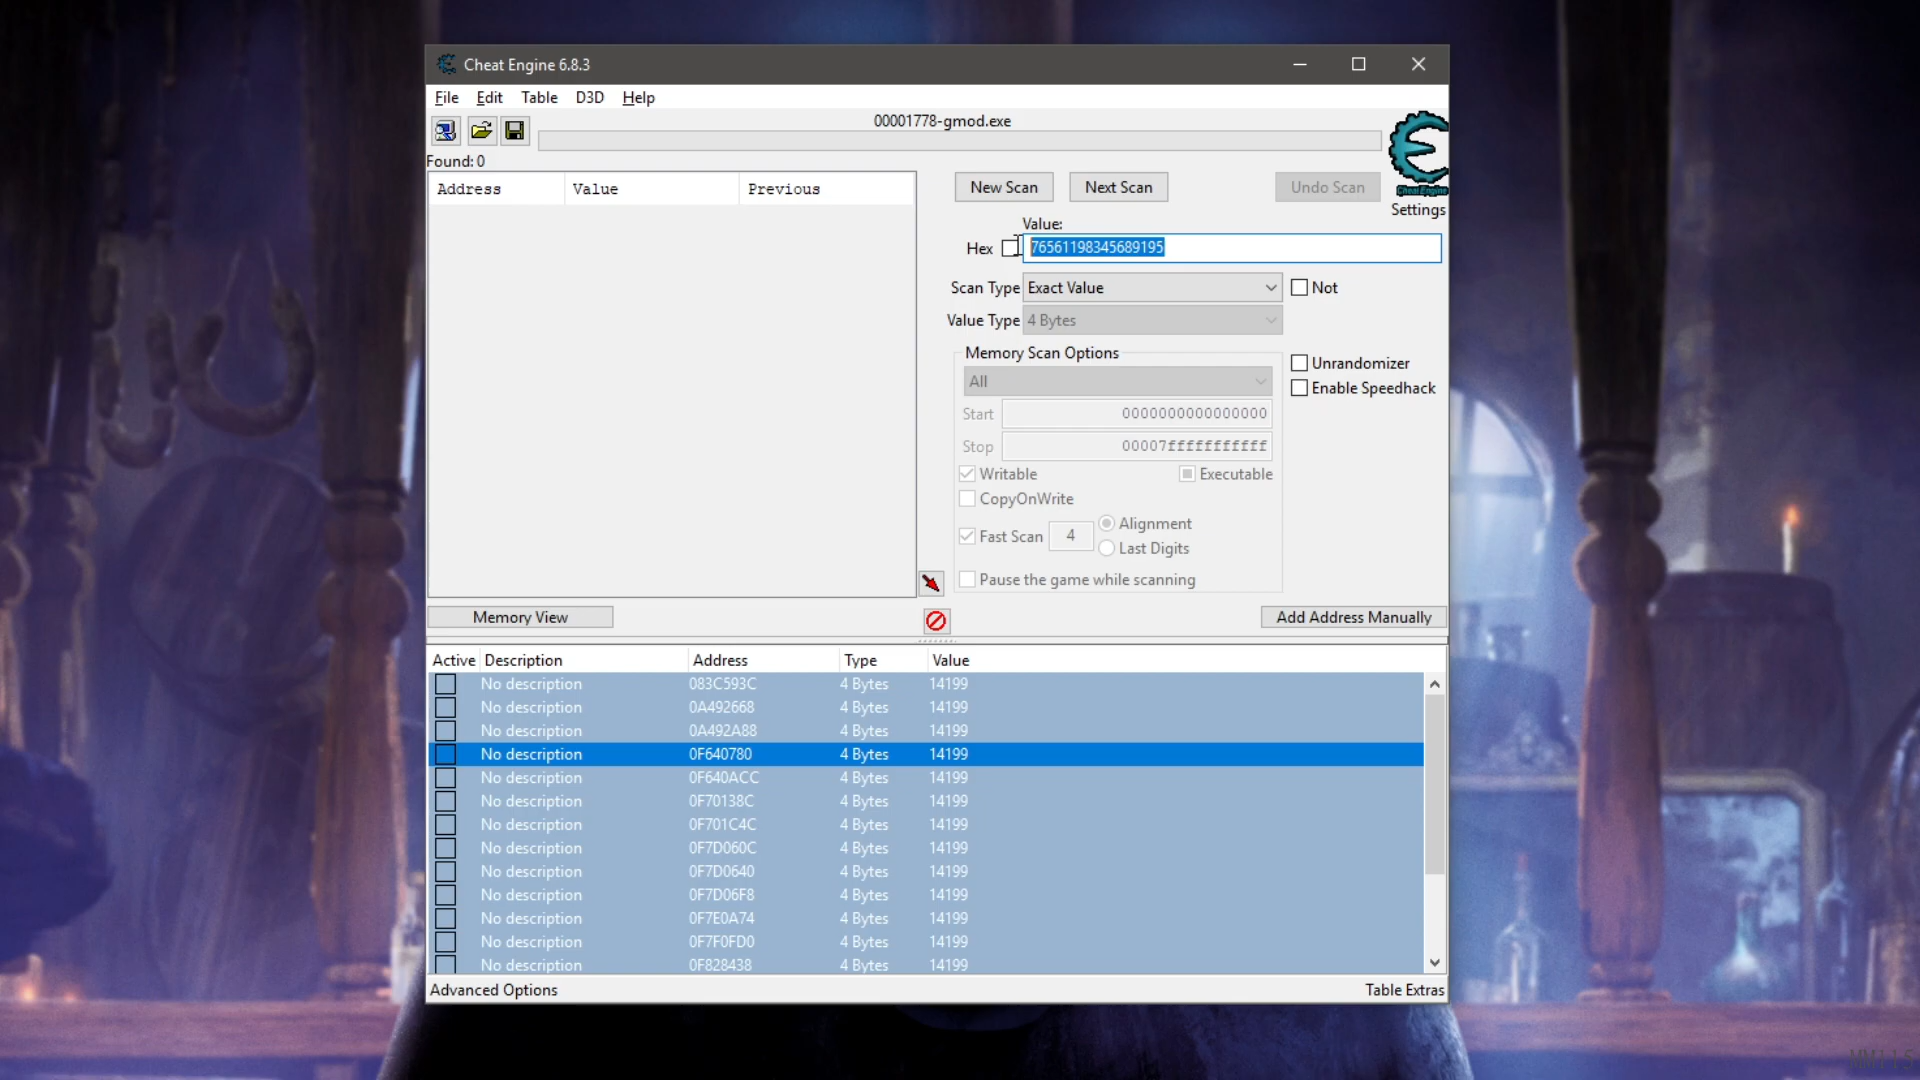 Cheat Engine 6.8.3
File Edit Table D3D Help
00001778-gmod.exe
Found: 0
Address Value Previous
New Scan Next Scan Undo Scan
Cheat Engine
Settings
Value:
Hex 76561198345689195
Scan Type Exact Value Not
Value Type 4 Bytes
Memory Scan Options
All
Unrandomizer
Enable Speedhack
Start 0000000000000000
Stop 00007fffffffffff
Writable Executable
CopyOnWrite
Fast Scan 4 Alignment
Last Digits
Pause the game while scanning
Memory View Add Address Manually
Active Description Address Type Value
No description 083C593C 4 Bytes 14199
No description 0A492668 4 Bytes 14199
No description 0A492A88 4 Bytes 14199
No description 0F640780 4 Bytes 14199
No description 0F640ACC 4 Bytes 14199
No description 0F70138C 4 Bytes 14199
No description 0F701C4C 4 Bytes 14199
No description 0F7D060C 4 Bytes 14199
No description 0F7D0640 4 Bytes 14199
No description 0F7D06F8 4 Bytes 14199
No description 0F7E0A74 4 Bytes 14199
No description 0F7F0FD0 4 Bytes 14199
No description 0F828438 4 Bytes 14199
Advanced Options Table Extras